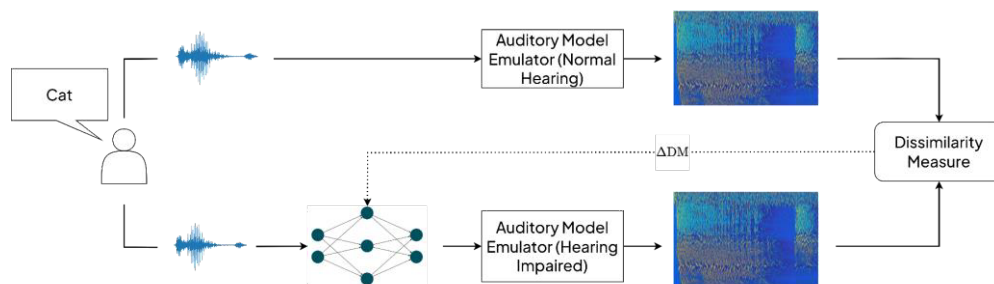 Cat
Auditory Model
Emulator (Normal
Hearing)
ΔDM
Dissimilarity
Measure
Auditory Model
Emulator (Hearing
Impaired)